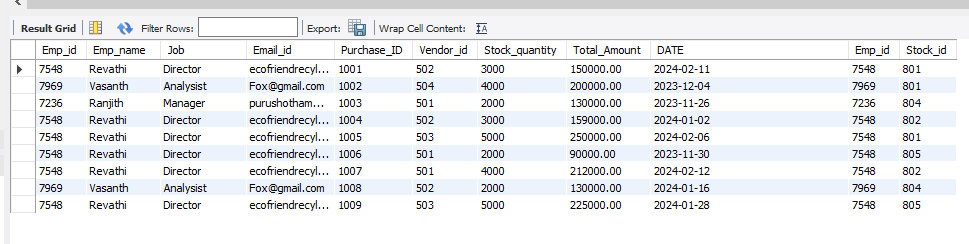 Result Grid Filter Rows: Export: Wrap Cell Content:
Emp_id Emp_name Job Email_id Purchase_ID Vendor_id Stock_quantity Total_Amount DATE Emp_id Stock_id
7548 Revathi Director ecofriendrecyl... 1001 502 3000 150000.00 2024-02-11 7548 801
7969 Vasanth Analysist Fox@gmail.com 1002 504 4000 200000.00 2023-12-04 7969 801
7236 Ranjith Manager purushotham... 1003 501 2000 130000.00 2023-11-26 7236 804
7548 Revathi Director ecofriendrecyl... 1004 502 3000 159000.00 2024-01-02 7548 802
7548 Revathi Director ecofriendrecyl... 1005 503 5000 250000.00 2024-02-06 7548 801
7548 Revathi Director ecofriendrecyl... 1006 501 2000 90000.00 2023-11-30 7548 805
7548 Revathi Director ecofriendrecyl... 1007 501 4000 212000.00 2024-02-12 7548 802
7969 Vasanth Analysist Fox@gmail.com 1008 502 2000 130000.00 2024-01-16 7969 804
7548 Revathi Director ecofriendrecyl... 1009 503 5000 225000.00 2024-01-28 7548 805